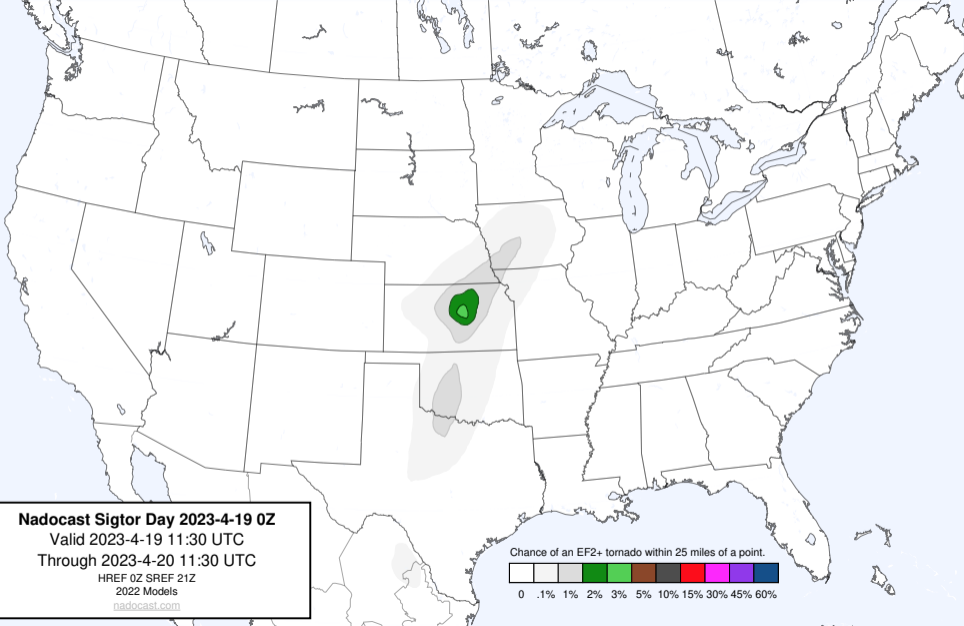 Nadocast Sigtor Day 2023-4-19 0Z
Valid 2023-4-19 11:30 UTC
Through 2023-4-20 11:30 UTC
HREF 0Z SREF 21Z
2022 Models
nadocast.com
Chance of an EF2+ tornado within 25 miles of a point.
0 .1% 1% 2% 3% 5% 10% 15% 30% 45% 60%